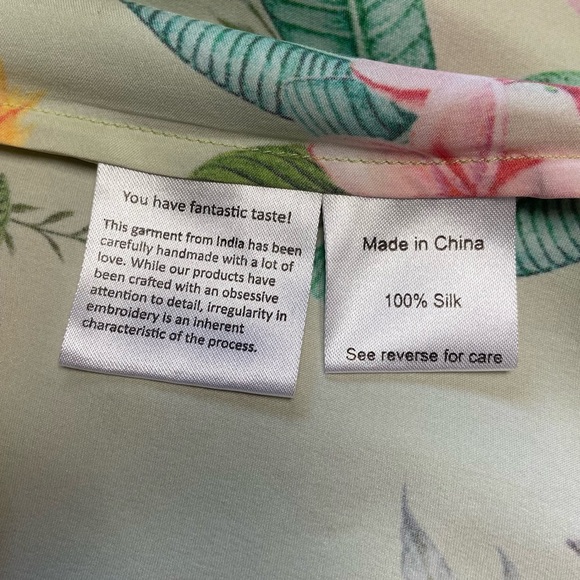 You have fantastic taste!
This garment from India has been
carefully handmade with a lot of
love. While our products have
been crafted with an obsessive
attention to detail, irregularity in
embroidery is an inherent
characteristic of the process.
Made in China
100% Silk
See reverse for care